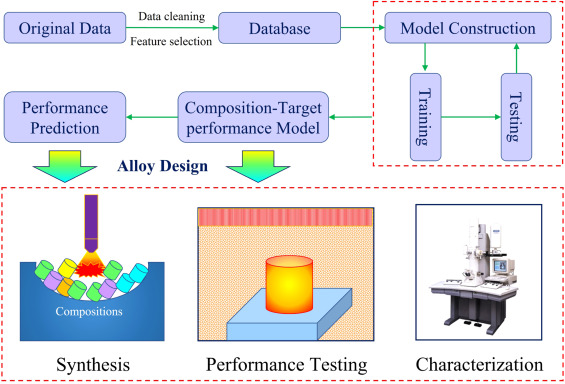 Original Data
Data cleaning
Feature selection
Database
Model Construction
Training
Testing
Performance
Prediction
Composition-Target
performance Model
Alloy Design
Compositions
Synthesis
Performance Testing
Characterization